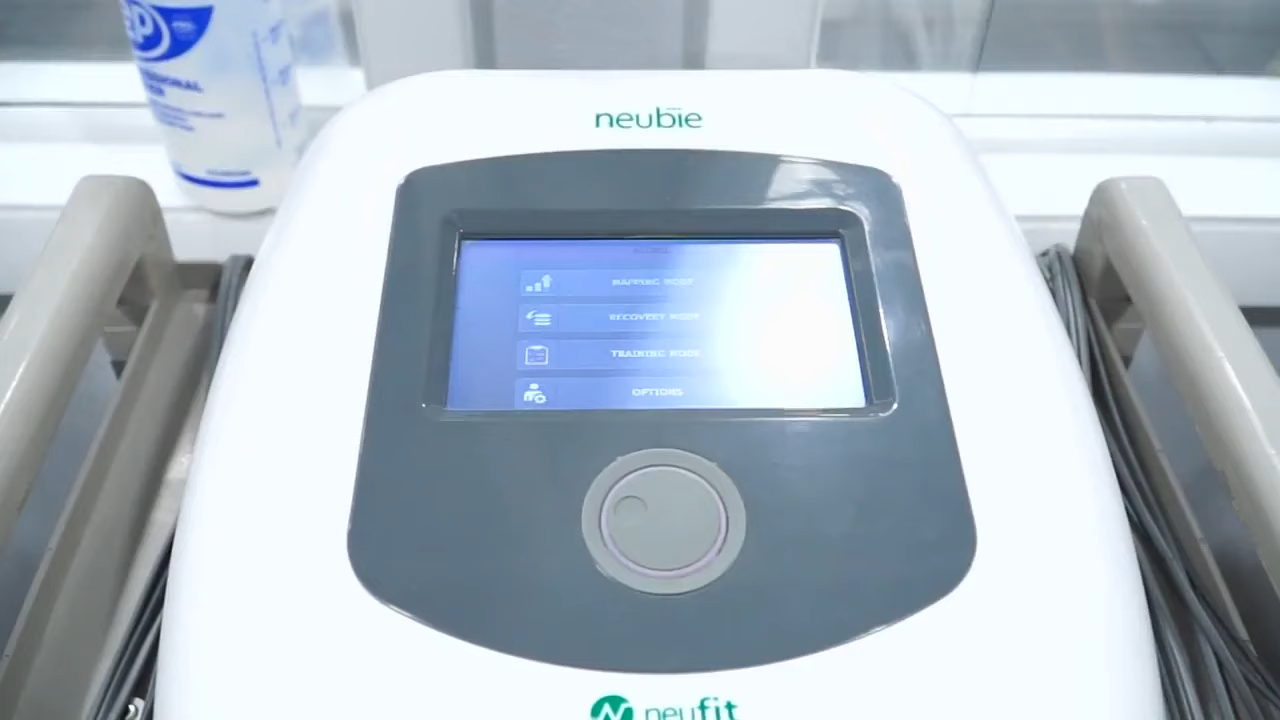 neubie
MAPPING MODE
RECOVERY MODE
TRAINING MODE
OPTIONS
neufit